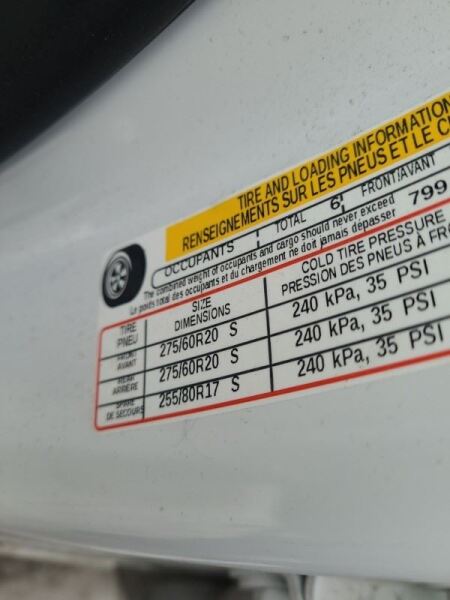 TIRE AND LOADING INFORMATION
RENSEIGNEMENTS SUR LES PNEUS ET LE
OCCUPANTS TOTAL 6 FRONT/AVANT
The combined weight of occupants and cargo should never exceed 799
Le poids total des occupants et du chargement ne doit jamais dépasser
TIRE
PNEU
SIZE
DIMENSIONS
COLD TIRE PRESSURE
PRESSION DES PNEUS À
FRONT
AVANT
275/60R20 S
240 kPa, 35 PSI
REAR
ARRIÈRE
275/60R20 S
240 kPa, 35 PSI
SPARE
DE SECOURS
255/80R17 S
240 kPa, 35 PSI